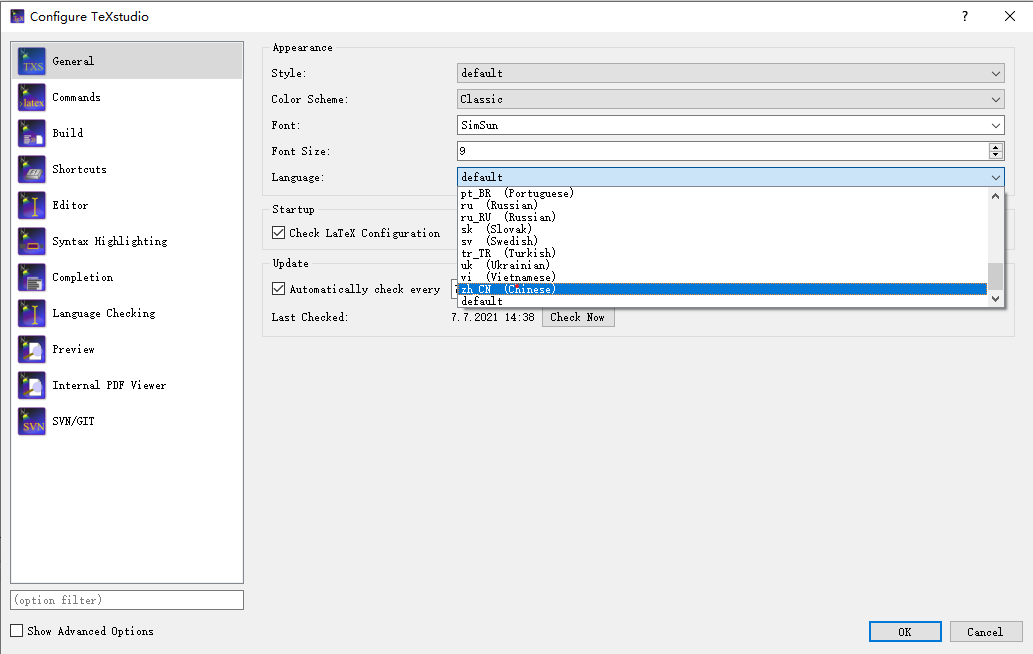 Configure TeXstudio
?
TXS General
>latex Commands
Build
Shortcuts
Editor
Syntax Highlighting
Completion
Language Checking
Preview
Internal PDF Viewer
SVN SVN/GIT
(option filter)
Show Advanced Options
Appearance
Style: default
Color Scheme: Classic
Font: SimSun
Font Size: 9
Language: default
pt_BR (Portuguese)
ru (Russian)
ru_RU (Russian)
sk (Slovak)
sv (Swedish)
tr_TR (Turkish)
uk (Ukrainian)
vi (Vietnamese)
zh_CN (Chinese)
default
Startup
Check LaTeX Configuration
Update
Automatically check every
Last Checked: 7.7.2021 14:38 Check Now
OK Cancel